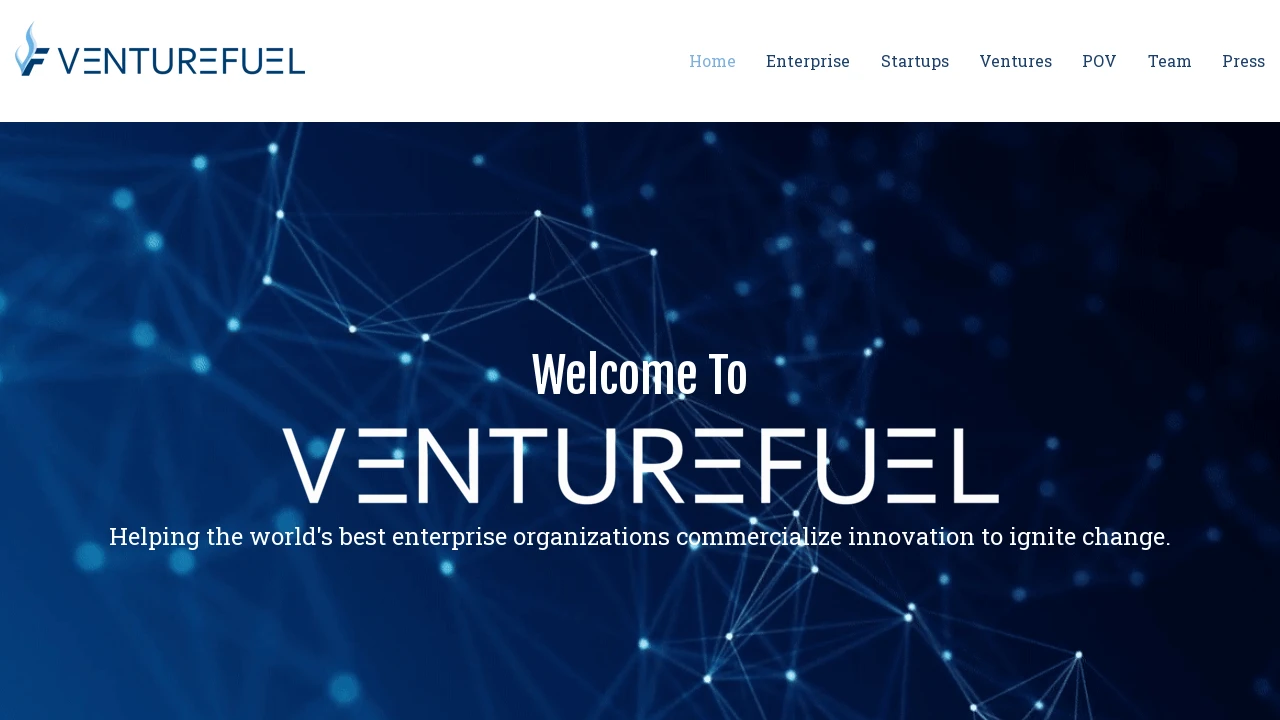 VENTUREFUEL
Home Enterprise Startups Ventures POV Team Press
Welcome To
VENTUREFUEL
Helping the world's best enterprise organizations commercialize innovation to ignite change.